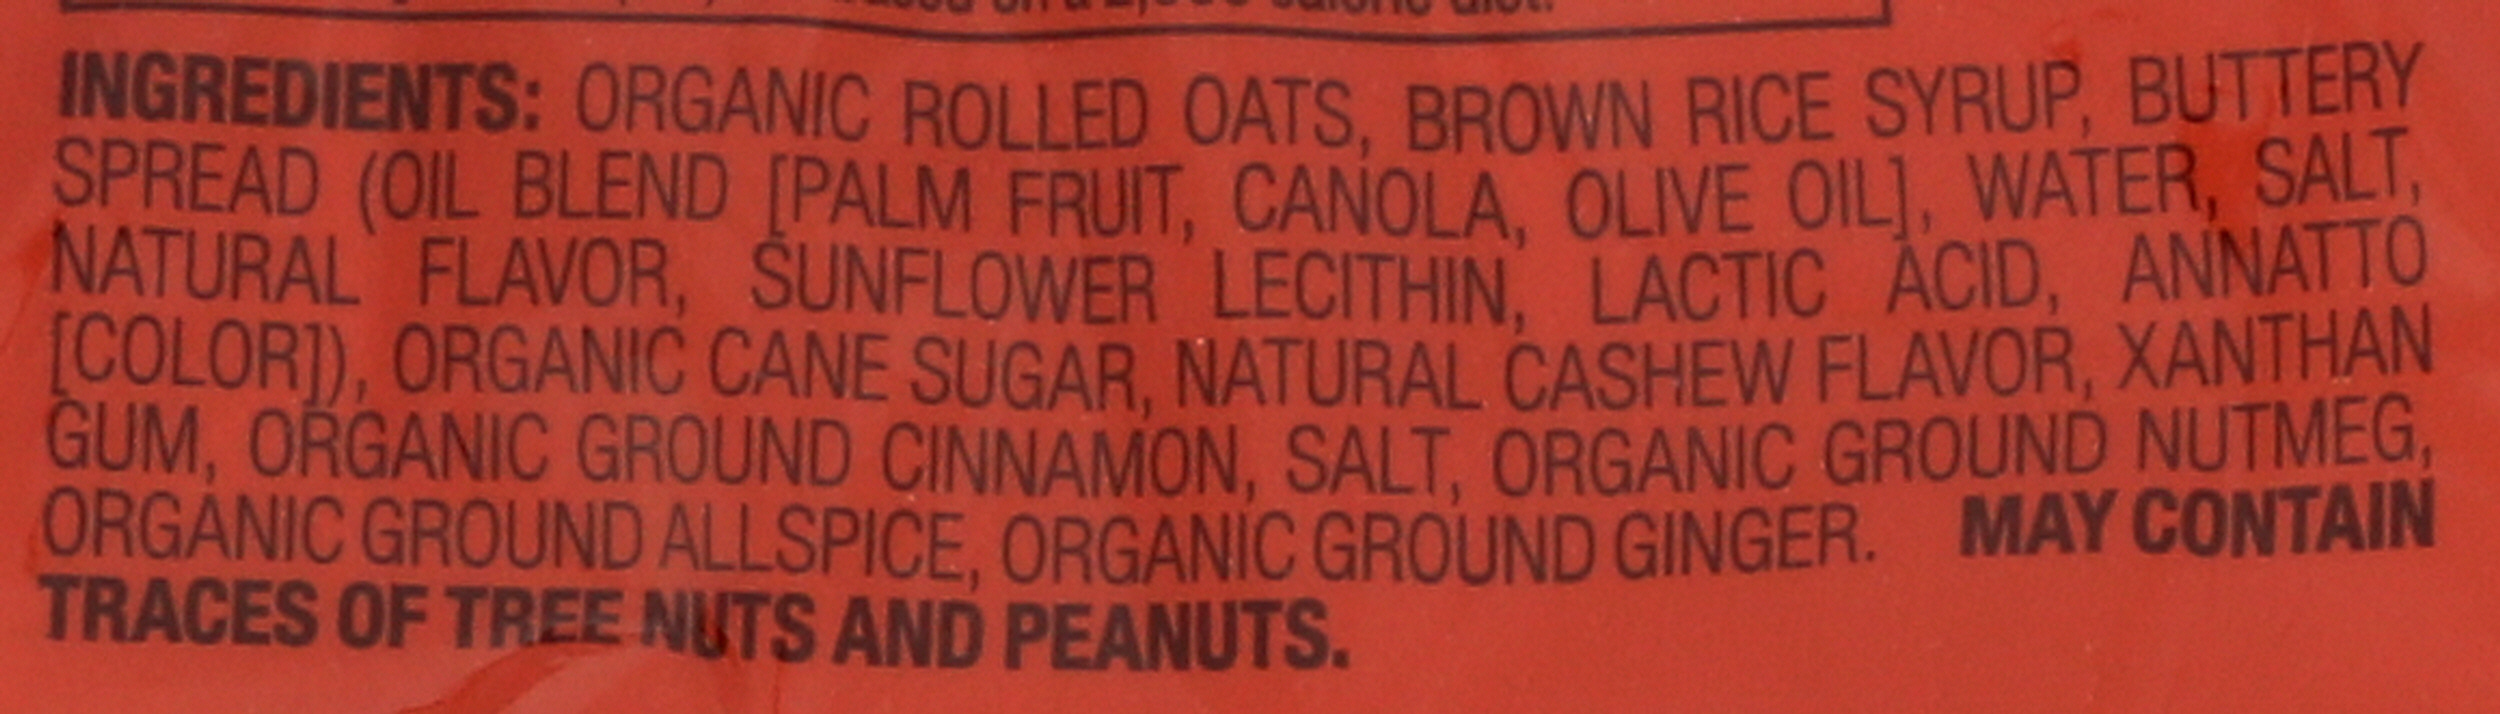 calorie diet.
INGREDIENTS: ORGANIC ROLLED OATS, BROWN RICE SYRUP, BUTTERY
SPREAD (OIL BLEND [PALM FRUIT, CANOLA, OLIVE OIL], WATER, SALT,
NATURAL FLAVOR, SUNFLOWER LECITHIN, LACTIC ACID, ANNATTO
[COLOR]), ORGANIC CANE SUGAR, NATURAL CASHEW FLAVOR, XANTHAN
GUM, ORGANIC GROUND CINNAMON, SALT, ORGANIC GROUND NUTMEG,
ORGANIC GROUND ALLSPICE, ORGANIC GROUND GINGER. MAY CONTAIN
TRACES OF TREE NUTS AND PEANUTS.